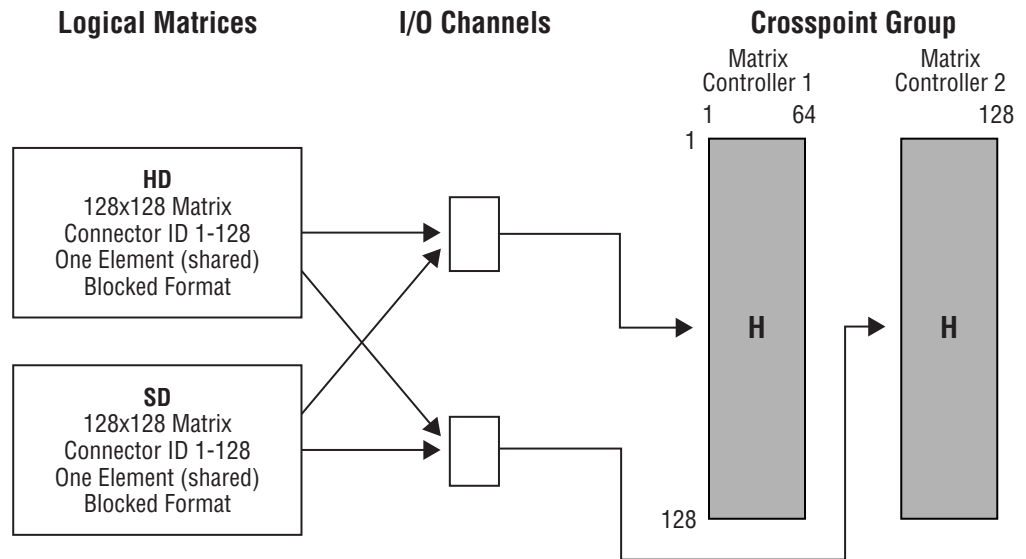 Logical Matrices
I/O Channels
Crosspoint Group
Matrix
Controller 1
Matrix
Controller 2
1 64
128
1
HD
128x128 Matrix
Connector ID 1-128
One Element (shared)
Blocked Format
H
H
SD
128x128 Matrix
Connector ID 1-128
One Element (shared)
Blocked Format
128